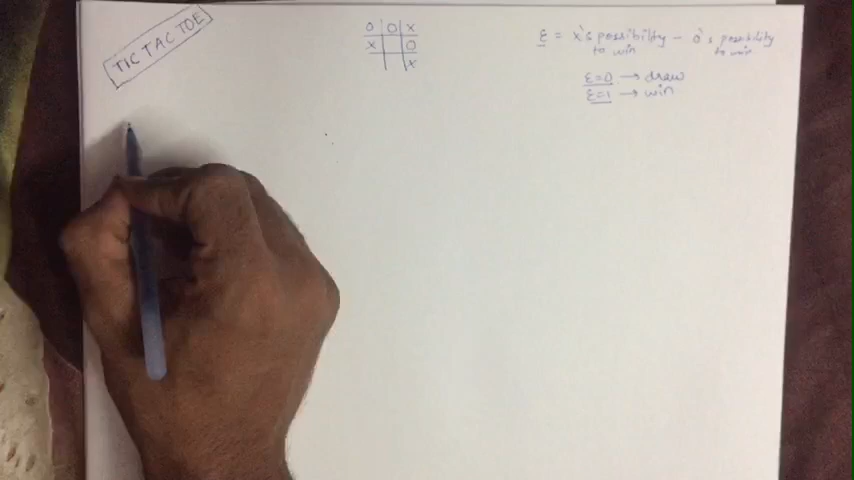 TIC TAC TOE
O O X
X O
X
ε = x's possibility - o's possibility
to win to win
ε=0 → draw
ε=1 → win